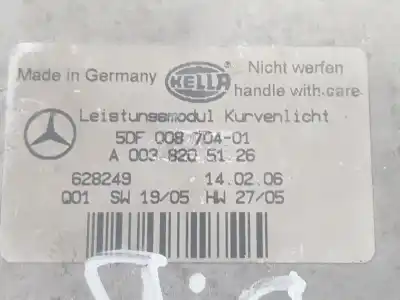 Made in Germany
HELLA
Nicht werfen
handle with care
Leistungsmodul Kurvenlicht
5DF 008 704-01
A 003 820 51 26
628249 14.02.06
Q01 SW 19/05 HW 27/05